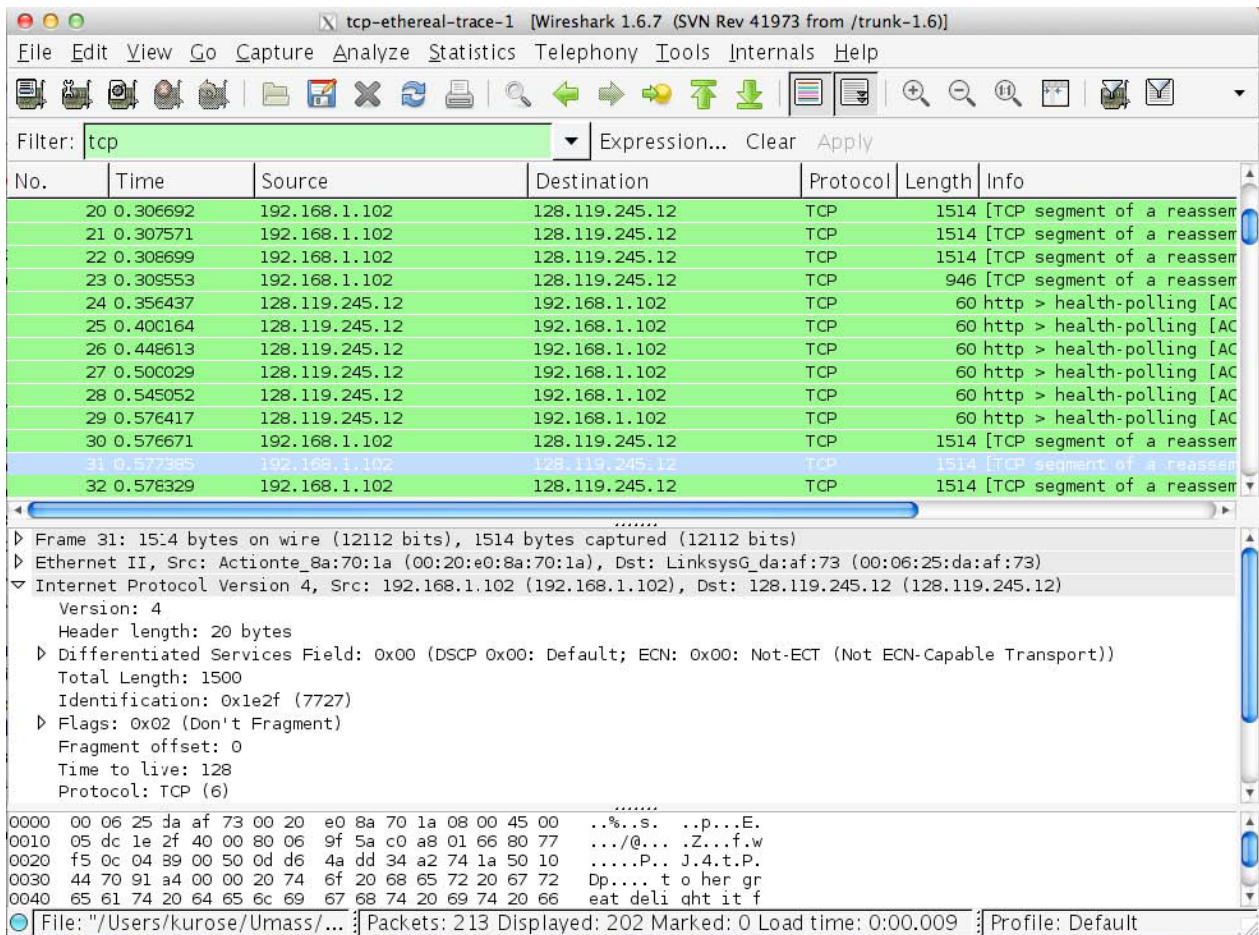 tcp-ethereal-trace-1 [Wireshark 1.6.7 (SVN Rev 41973 from /trunk-1.6)]
File Edit View Go Capture Analyze Statistics Telephony Tools Internals Help
Filter: tcp Expression... Clear Apply
No. Time Source Destination Protocol Length Info
20 0.306692 192.168.1.102 128.119.245.12 TCP 1514 [TCP segment of a reassem
21 0.307571 192.168.1.102 128.119.245.12 TCP 1514 [TCP segment of a reassem
22 0.308699 192.168.1.102 128.119.245.12 TCP 1514 [TCP segment of a reassem
23 0.309553 192.168.1.102 128.119.245.12 TCP 946 [TCP segment of a reassem
24 0.356437 128.119.245.12 192.168.1.102 TCP 60 http > health-polling [AC
25 0.400164 128.119.245.12 192.168.1.102 TCP 60 http > health-polling [AC
26 0.448613 128.119.245.12 192.168.1.102 TCP 60 http > health-polling [AC
27 0.500029 128.119.245.12 192.168.1.102 TCP 60 http > health-polling [AC
28 0.545052 128.119.245.12 192.168.1.102 TCP 60 http > health-polling [AC
29 0.576417 128.119.245.12 192.168.1.102 TCP 60 http > health-polling [AC
30 0.576671 192.168.1.102 128.119.245.12 TCP 1514 [TCP segment of a reassem
31 0.577385 192.168.1.102 128.119.245.12 TCP 1514 [TCP segment of a reassem
32 0.578329 192.168.1.102 128.119.245.12 TCP 1514 [TCP segment of a reassem
Frame 31: 1514 bytes on wire (12112 bits), 1514 bytes captured (12112 bits)
Ethernet II, Src: Actionte_8a:70:1a (00:20:e0:8a:70:1a), Dst: LinksysG_da:af:73 (00:06:25:da:af:73)
Internet Protocol Version 4, Src: 192.168.1.102 (192.168.1.102), Dst: 128.119.245.12 (128.119.245.12)
Version: 4
Header length: 20 bytes
Differentiated Services Field: 0x00 (DSCP 0x00: Default; ECN: 0x00: Not-ECT (Not ECN-Capable Transport))
Total Length: 1500
Identification: 0x1e2f (7727)
Flags: 0x02 (Don't Fragment)
Fragment offset: 0
Time to live: 128
Protocol: TCP (6)
0000 00 06 25 da af 73 00 20 e0 8a 70 1a 08 00 45 00 ..%..s. ..p...E.
0010 05 dc 1e 2f 40 00 80 06 9f 5a c0 a8 01 66 80 77 .../@... .Z...f.w
0020 f5 0c 04 89 00 50 0d d6 4a dd 34 a2 74 1a 50 10 .....P.. J.4.t.P.
0030 44 70 91 a4 00 00 20 74 6f 20 68 65 72 20 67 72 Dp.... t o her gr
0040 65 61 74 20 64 65 6c 69 67 68 74 20 69 74 20 66 eat deli ght it f
File: "/Users/kurose/Umass/... Packets: 213 Displayed: 202 Marked: 0 Load time: 0:00.009 Profile: Default